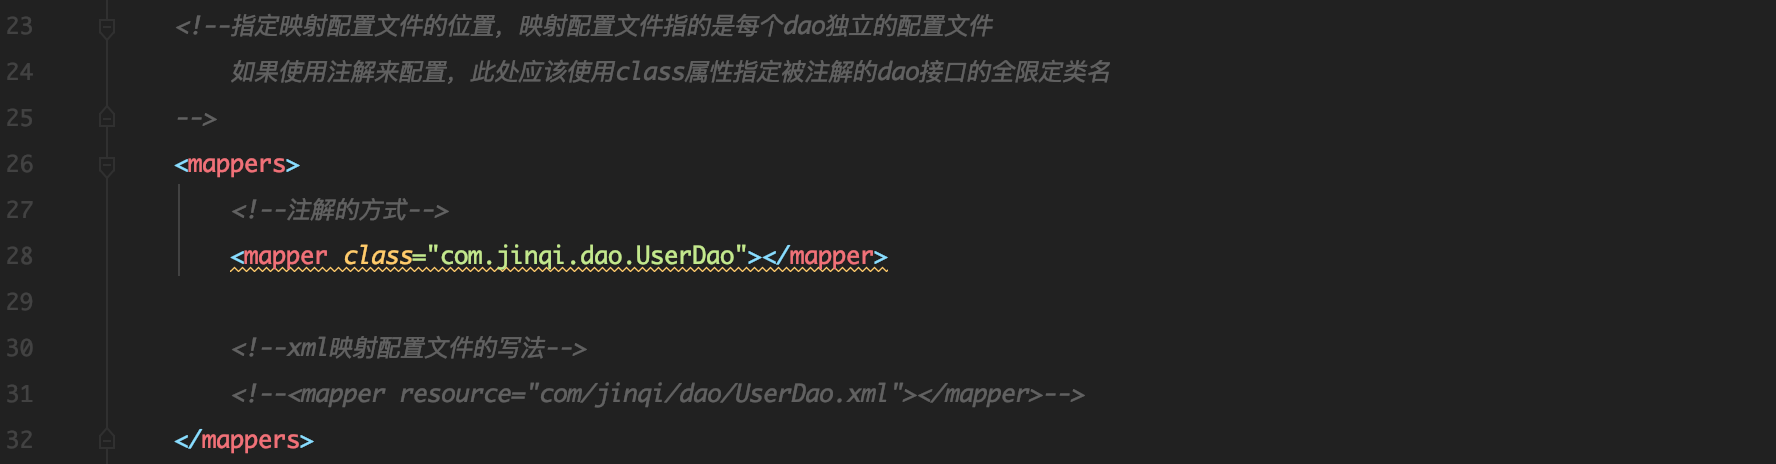 23 <!--指定映射配置文件的位置，映射配置文件指的是每个dao独立的配置文件
24 如果使用注解来配置，此处应该使用class属性指定被注解的dao接口的全限定类名
25 -->
26 <mappers>
27 <!--注解的方式-->
28 <mapper class="com.jinqi.dao.UserDao"></mapper>
29
30 <!--xml映射配置文件的写法-->
31 <!--<mapper resource="com/jinqi/dao/UserDao.xml"></mapper>-->
32 </mappers>